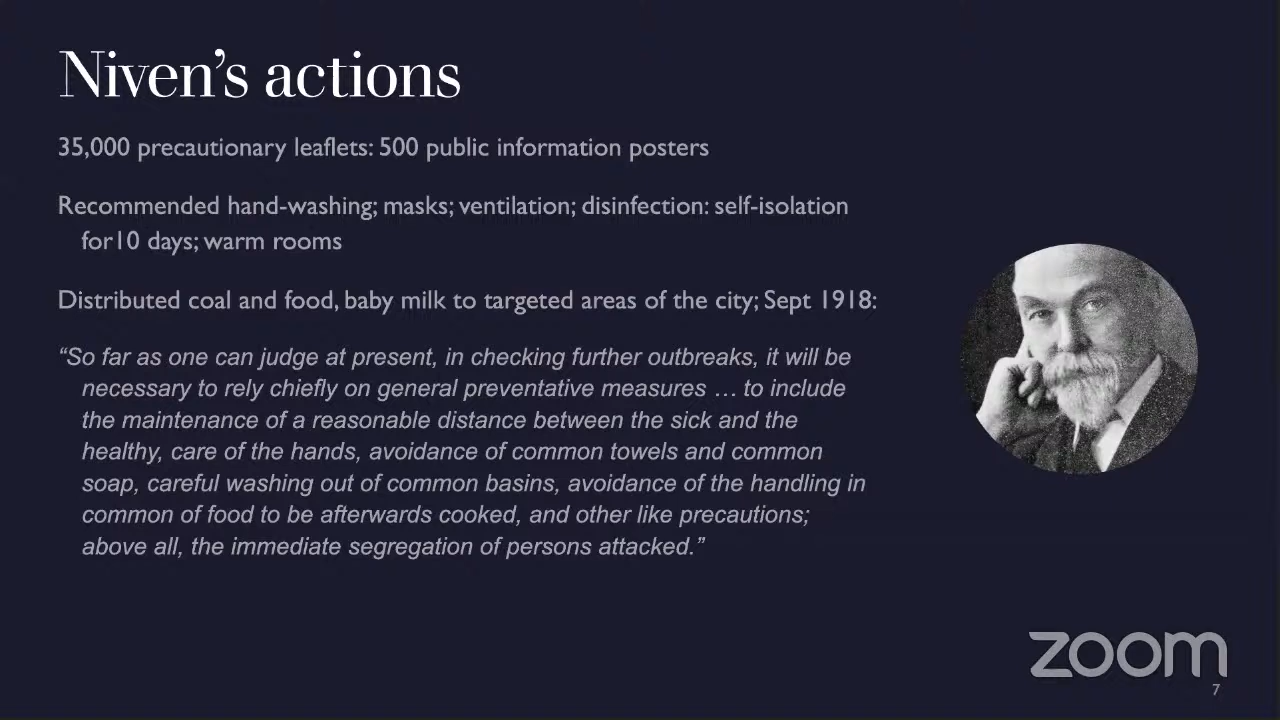 Niven’s actions
35,000 precautionary leaflets: 500 public information posters
Recommended hand-washing; masks; ventilation; disinfection: self-isolation
for10 days; warm rooms
Distributed coal and food, baby milk to targeted areas of the city; Sept 1918:
“So far as one can judge at present, in checking further outbreaks, it will be
necessary to rely chiefly on general preventative measures … to include
the maintenance of a reasonable distance between the sick and the
healthy, care of the hands, avoidance of common towels and common
soap, careful washing out of common basins, avoidance of the handling in
common of food to be afterwards cooked, and other like precautions;
above all, the immediate segregation of persons attacked.”
zoom
7